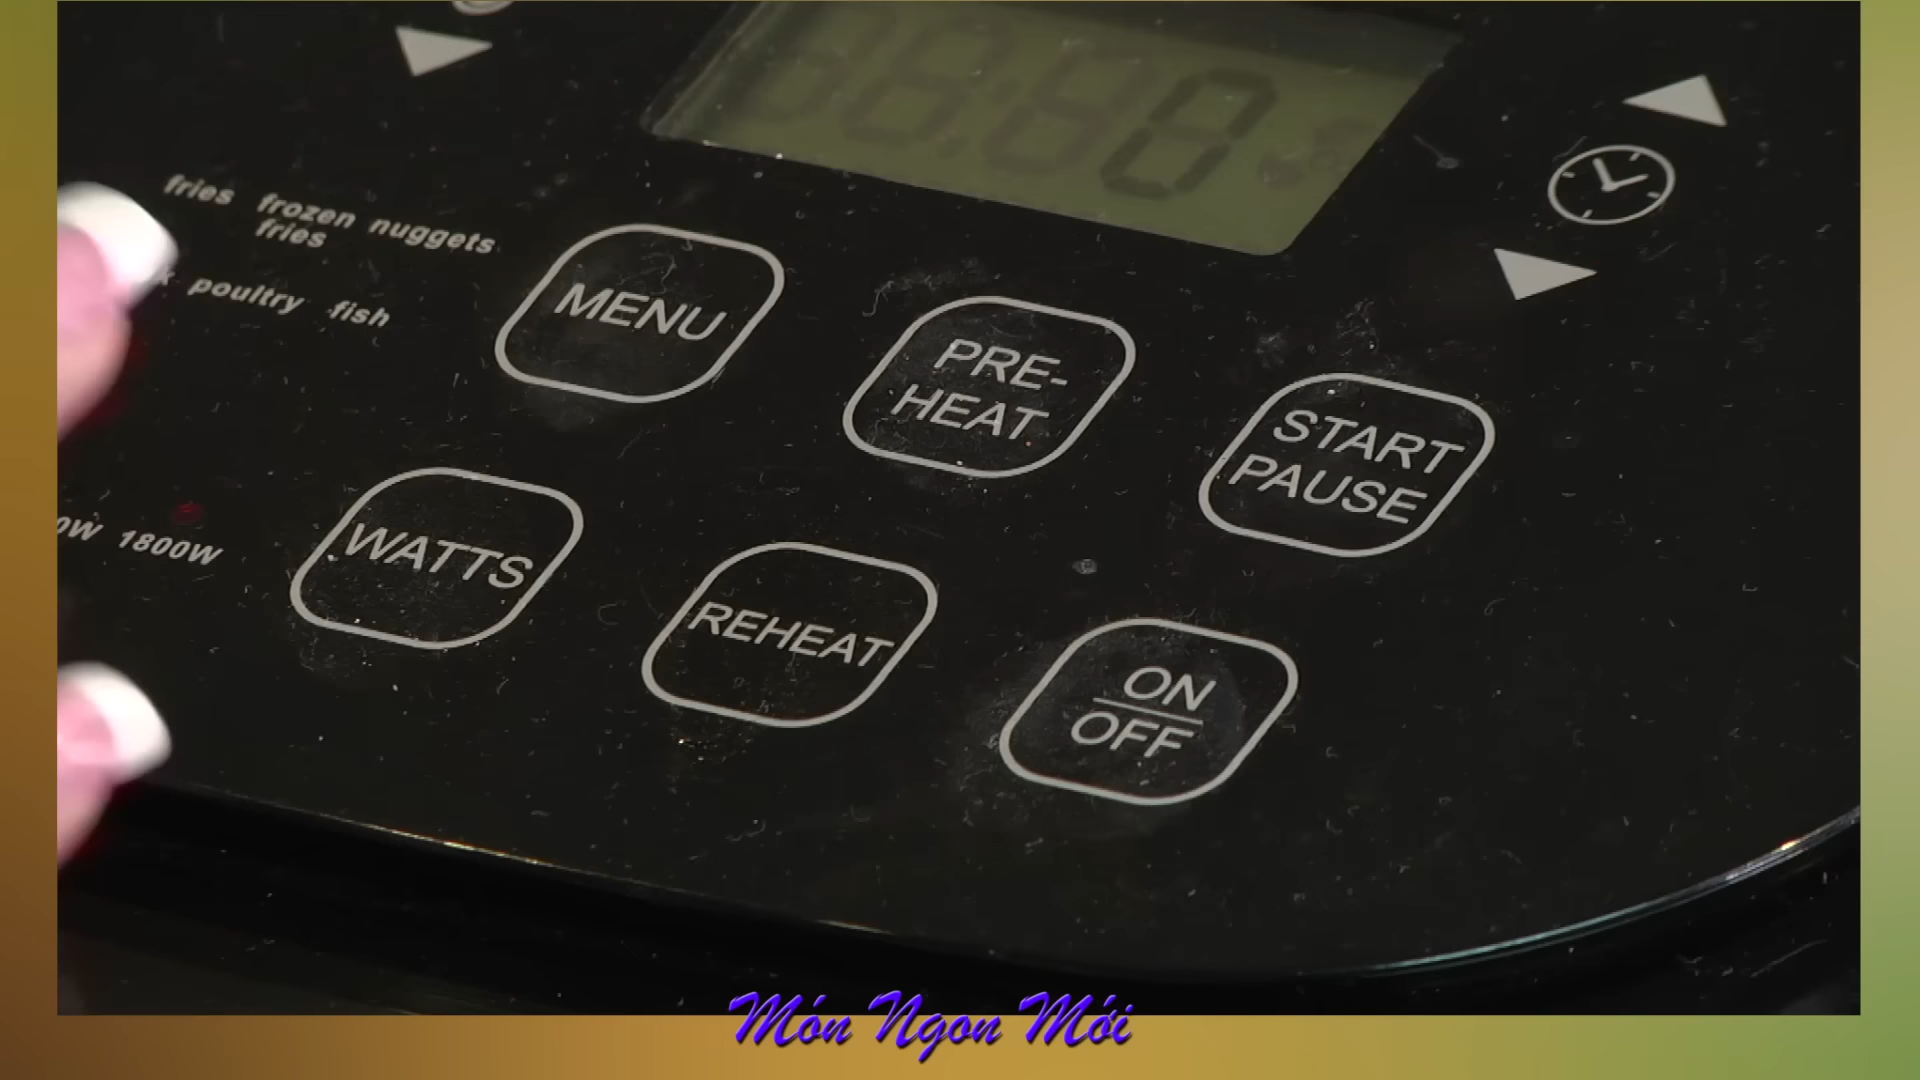 8
fries frozen nuggets
fries
poultry fish
MENU
PRE-
HEAT
START
PAUSE
1800W
WATTS
REHEAT
ON
OFF
Món Ngon Mới